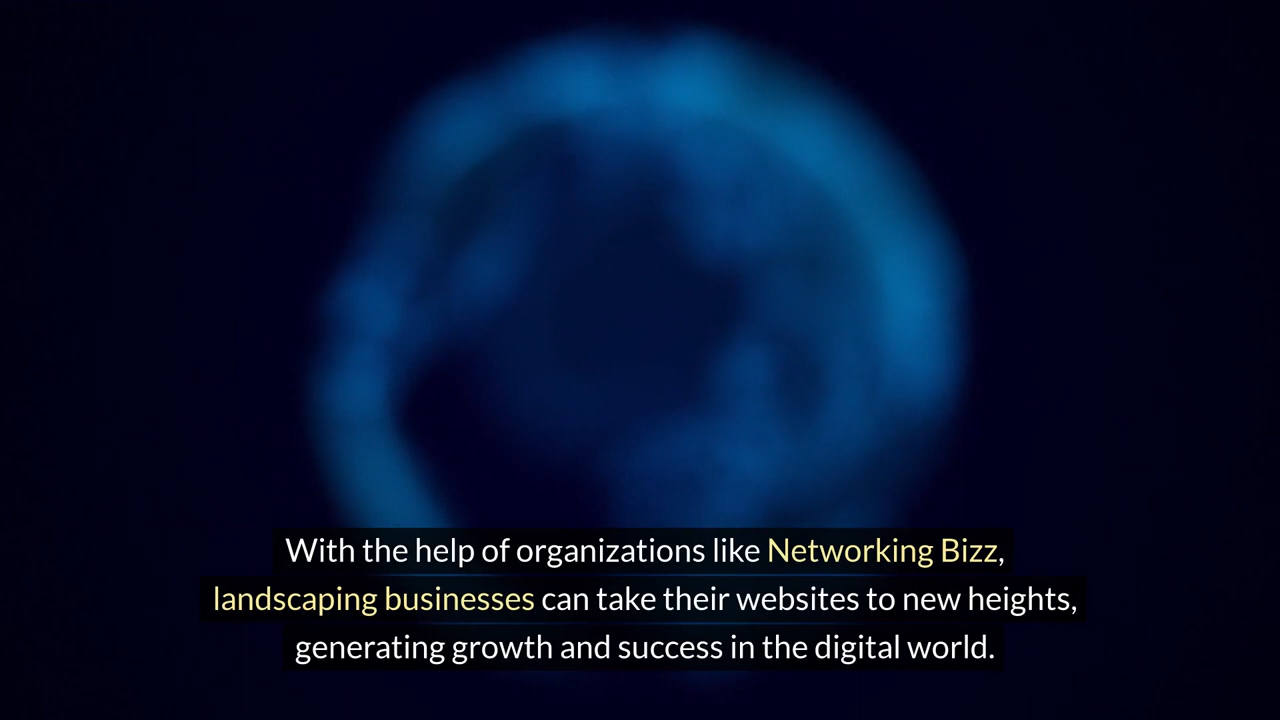 With the help of organizations like Networking Bizz,
landscaping businesses can take their websites to new heights,
generating growth and success in the digital world.